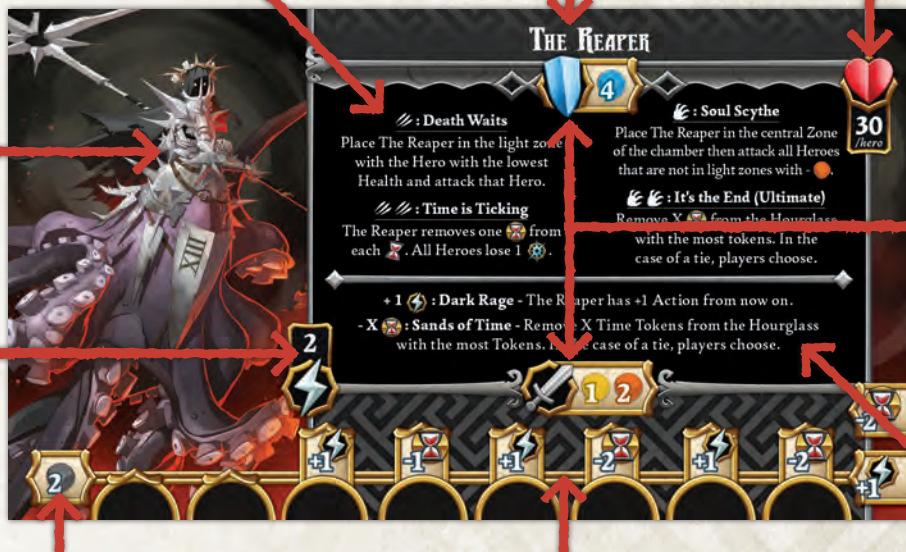 THE REAPER
4
: Death Waits
Place The Reaper in the light zone
with the Hero with the lowest
Health and attack that Hero.
: Time is Ticking
The Reaper removes one from
each . All Heroes lose 1 .
: Soul Scythe
Place The Reaper in the central Zone
of the chamber then attack all Heroes
that are not in light zones with - .
: It's the End (Ultimate)
Remove X from the Hourglass
with the most tokens. In the
case of a tie, players choose.
30
/hero
+ 1 : Dark Rage - The Reaper has +1 Action from now on.
- X : Sands of Time - Remove X Time Tokens from the Hourglass
with the most Tokens. In case of a tie, players choose.
XIII
2
1 2
+1 -1 +1 -2 +1 -2
-2
+1
2